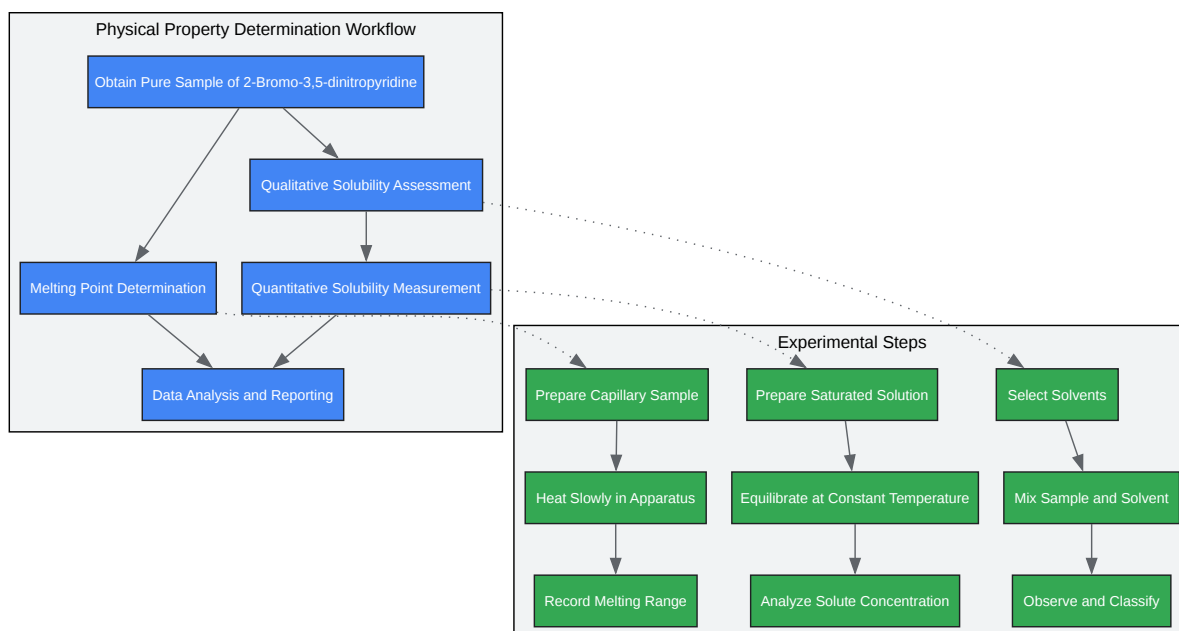 Physical Property Determination Workflow
Obtain Pure Sample of 2-Bromo-3,5-dinitropyridine
Qualitative Solubility Assessment
Melting Point Determination
Quantitative Solubility Measurement
Data Analysis and Reporting
Experimental Steps
Prepare Capillary Sample
Prepare Saturated Solution
Select Solvents
Heat Slowly in Apparatus
Equilibrate at Constant Temperature
Mix Sample and Solvent
Record Melting Range
Analyze Solute Concentration
Observe and Classify